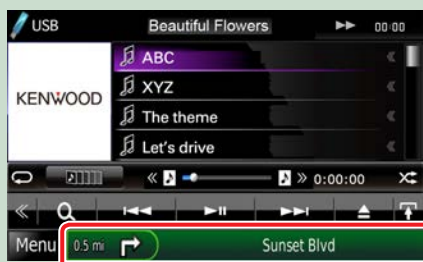 USB Beautiful Flowers 00:00
ABC
XYZ
KENWOOD
The theme
Let's drive
0:00:00
Menu 0.5 mi Sunset Blvd